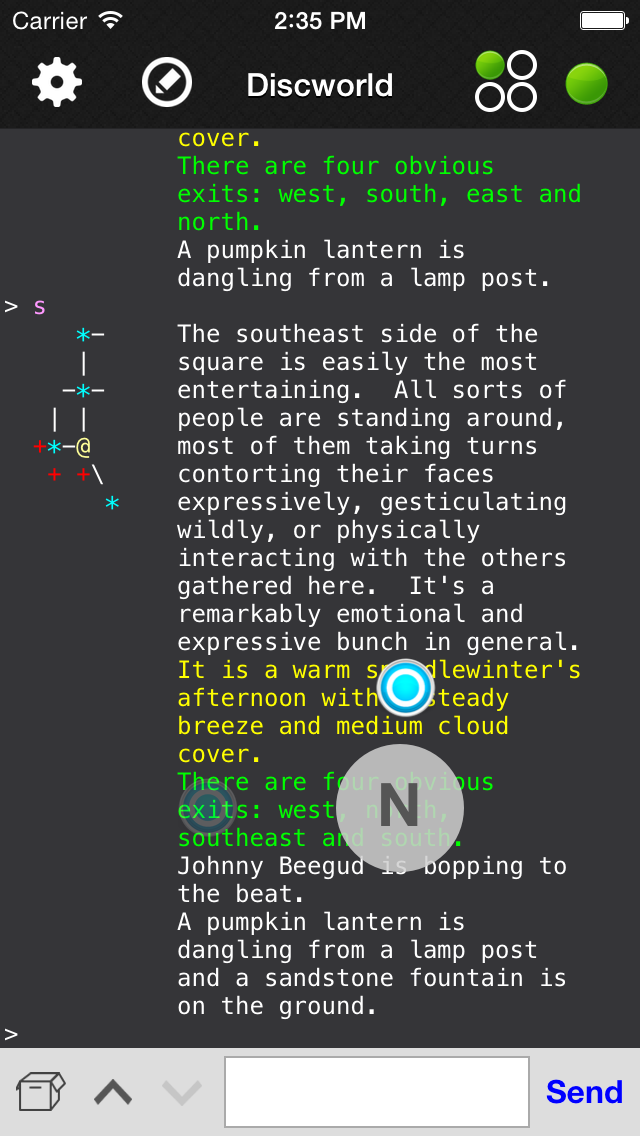 Carrier 2:35 PM
Discworld
cover.
There are four obvious
exits: west, south, east and
north.
A pumpkin lantern is
dangling from a lamp post.
> s
*- The southeast side of the
| square is easily the most
-*- entertaining. All sorts of
| | people are standing around,
+*-@ most of them taking turns
+ +\ contorting their faces
* expressively, gesticulating
wildly, or physically
interacting with the others
gathered here. It's a
remarkably emotional and
expressive bunch in general.
It is a warm spindlewinter's
afternoon with a steady
breeze and medium cloud
cover.
There are four obvious
exits: west, north,
southeast and south.
N
Johnny Beegud is bopping to
the beat.
A pumpkin lantern is
dangling from a lamp post
and a sandstone fountain is
on the ground.
>
Send